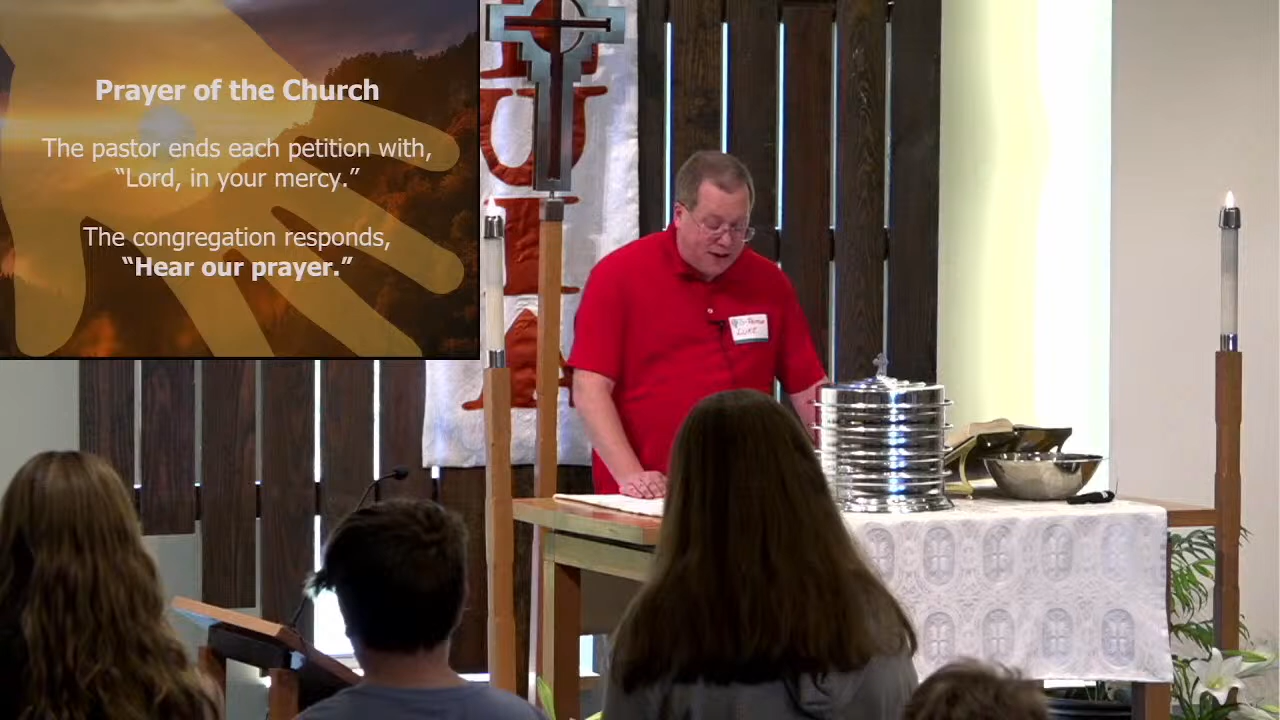 Prayer of the Church
The pastor ends each petition with,
“Lord, in your mercy.”
The congregation responds,
“Hear our prayer.”
LUKE